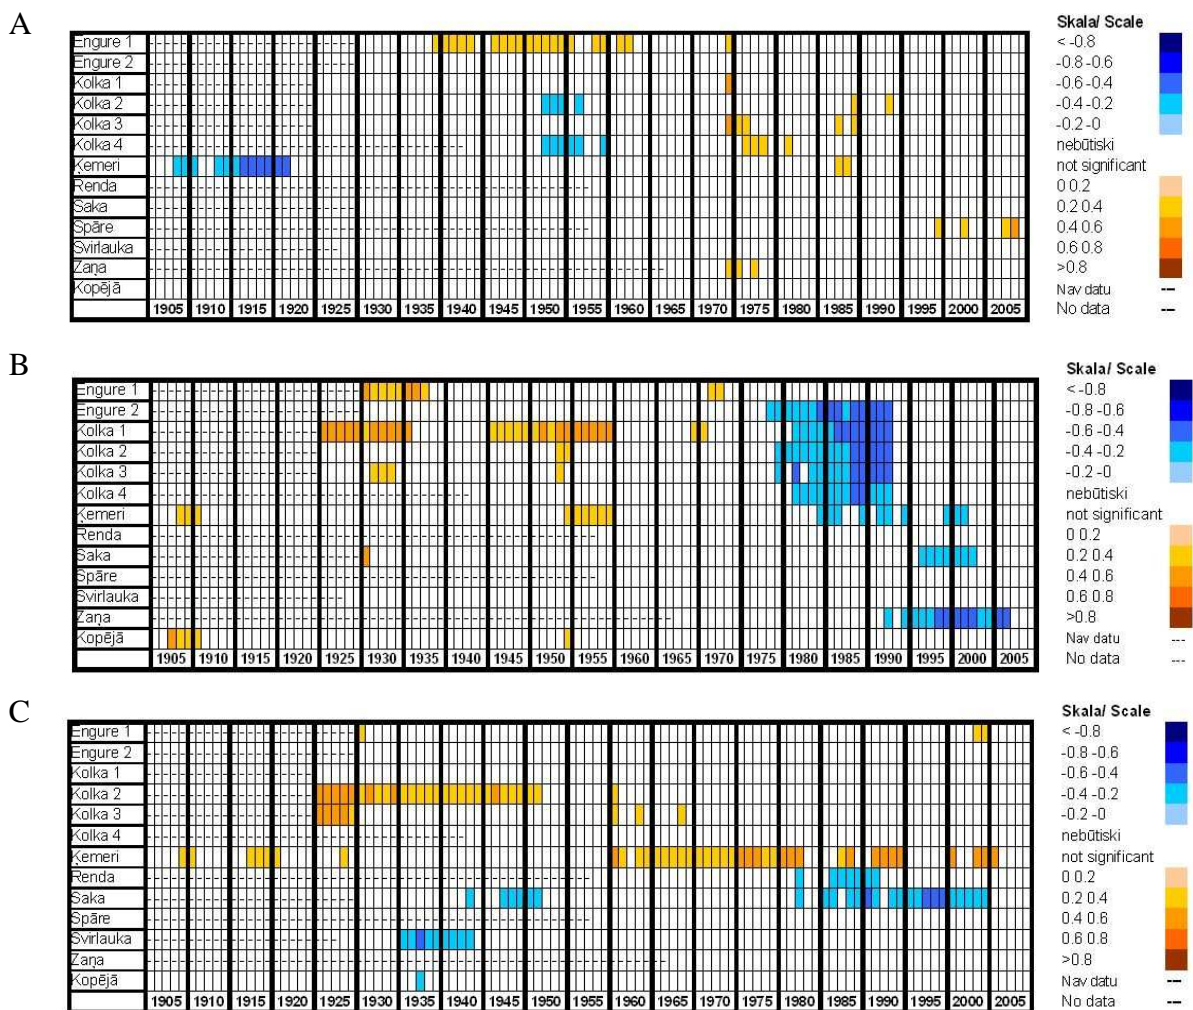 A
Skala/ Scale
Engure 1
Engure 2
Kolka 1
Kolka 2
Kolka 3
Kolka 4
Ķemeri
Renda
Saka
Spāre
Svirlauka
Zaņa
Kopējā
1905 1910 1915 1920 1925 1930 1935 1940 1945 1950 1955 1960 1965 1970 1975 1980 1985 1990 1995 2000 2005
< -0.8
-0.8 -0.6
-0.6 -0.4
-0.4 -0.2
-0.2 -0
nebūtiski
not significant
0 0.2
0.2 0.4
0.4 0.6
0.6 0.8
>0.8
Nav datu ---
No data ---
B
Skala/ Scale
Engure 1
Engure 2
Kolka 1
Kolka 2
Kolka 3
Kolka 4
Ķemeri
Renda
Saka
Spāre
Svirlauka
Zaņa
Kopējā
1905 1910 1915 1920 1925 1930 1935 1940 1945 1950 1955 1960 1965 1970 1975 1980 1985 1990 1995 2000 2005
< -0.8
-0.8 -0.6
-0.6 -0.4
-0.4 -0.2
-0.2 -0
nebūtiski
not significant
0 0.2
0.2 0.4
0.4 0.6
0.6 0.8
>0.8
Nav datu ---
No data ---
C
Skala/ Scale
Engure 1
Engure 2
Kolka 1
Kolka 2
Kolka 3
Kolka 4
Ķemeri
Renda
Saka
Spāre
Svirlauka
Zaņa
Kopējā
1905 1910 1915 1920 1925 1930 1935 1940 1945 1950 1955 1960 1965 1970 1975 1980 1985 1990 1995 2000 2005
< -0.8
-0.8 -0.6
-0.6 -0.4
-0.4 -0.2
-0.2 -0
nebūtiski
not significant
0 0.2
0.2 0.4
0.4 0.6
0.6 0.8
>0.8
Nav datu ---
No data ---